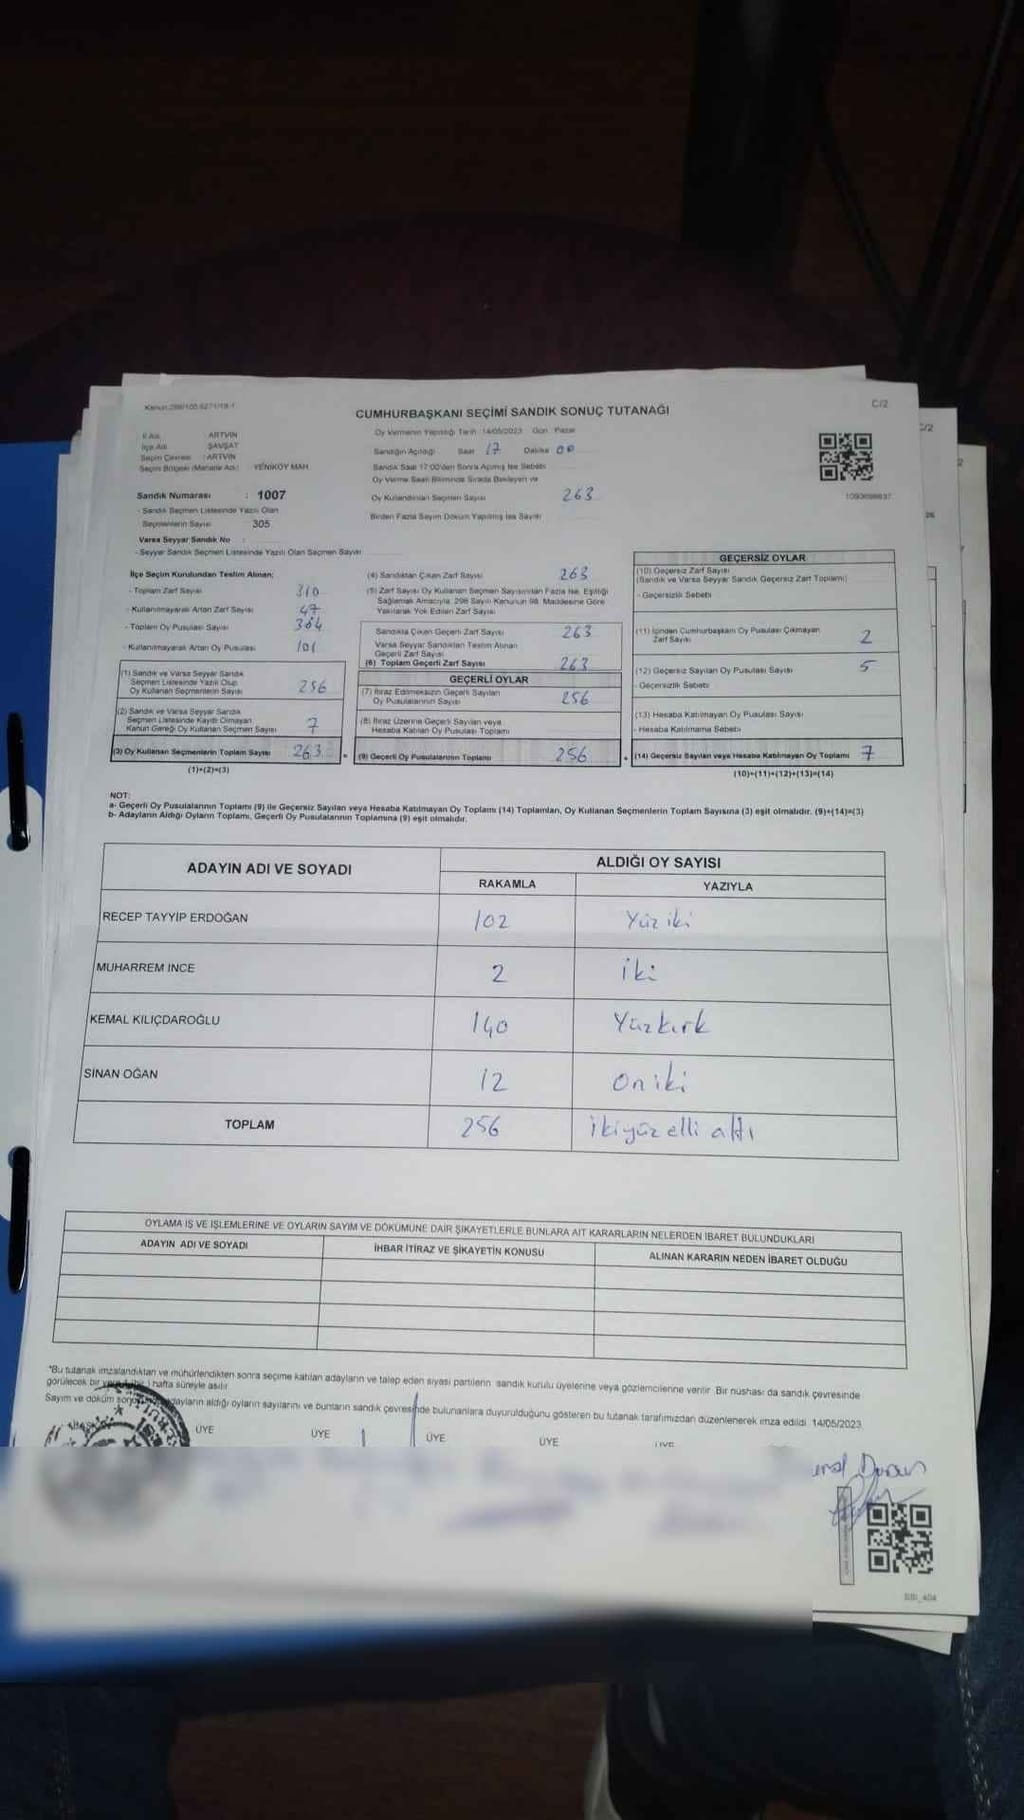 Kanun:298/105 6271/19-1
C/2
CUMHURBAŞKANI SEÇİMİ SANDIK SONUÇ TUTANAĞI
İl Adı ARTVIN
İlçe Adı ŞAVŞAT
Seçim Çevresi ARTVIN
Seçim Bölgesi (Mahalle Adı) YENİKÖY MAH.
Oy Vermenin Yapıldığı Tarih 14/05/2023 Gün Pazar
Sandığın Açıldığı Saat 17 Dakika 00
Sandık Saat 17:00'den Sonra Açılmış İse Sebebi
Oy Verme Saati Bitiminde Sırada Bekleyen ve
Oy Kullandırılan Seçmen Sayısı 263
Birden Fazla Sayım Döküm Yapılmış İse Sayısı
Sandık Numarası : 1007
- Sandık Seçmen Listesinde Yazılı Olan
Seçmenlerin Sayısı 305
Varsa Seyyar Sandık No :
- Seyyar Sandık Seçmen Listesinde Yazılı Olan Seçmen Sayısı
İlçe Seçim Kurulundan Teslim Alınan;
- Toplam Zarf Sayısı 310
- Kullanılmayarak Artan Zarf Sayısı 47
- Toplam Oy Pusulası Sayısı 364
- Kullanılmayarak Artan Oy Pusulası 101
(1) Sandık ve Varsa Seyyar Sandık
Seçmen Listesinde Yazılı Olup
Oy Kullanan Seçmenlerin Sayısı 256
(2) Sandık ve Varsa Seyyar Sandık
Seçmen Listesinde Kayıtlı Olmayan
Kanun Gereği Oy Kullanan Seçmen Sayısı 7
(3) Oy Kullanan Seçmenlerin Toplam Sayısı 263
(1)+(2)=(3)
(4) Sandıktan Çıkan Zarf Sayısı 263
(5) Zarf Sayısı Oy Kullanan Seçmen Sayısından Fazla İse, Eşitliği
Sağlamak Amacıyla, 298 Sayılı Kanunun 98. Maddesine Göre
Yakılarak Yok Edilen Zarf Sayısı
Sandıkta Çıkan Geçerli Zarf Sayısı 263
Varsa Seyyar Sandıktan Teslim Alınan
Geçerli Zarf Sayısı
(6) Toplam Geçerli Zarf Sayısı 263
GEÇERLİ OYLAR
(7) İtiraz Edilmeksizin Geçerli Sayılan
Oy Pusulalarının Sayısı 256
(8) İtiraz Üzerine Geçerli Sayılan veya
Hesaba Katılan Oy Pusulası Toplamı
= (9) Geçerli Oy Pusulalarının Toplamı 256
GEÇERSİZ OYLAR
(10) Geçersiz Zarf Sayısı
(Sandık ve Varsa Seyyar Sandık Geçersiz Zarf Toplamı)
- Geçersizlik Sebebi
(11) İçinden Cumhurbaşkanı Oy Pusulası Çıkmayan
Zarf Sayısı 2
(12) Geçersiz Sayılan Oy Pusulası Sayısı 5
- Geçersizlik Sebebi
(13) Hesaba Katılmayan Oy Pusulası Sayısı
- Hesaba Katılmama Sebebi
+ (14) Geçersiz Sayılan veya Hesaba Katılmayan Oy Toplamı 7
(10)+(11)+(12)+(13)=(14)
NOT:
a- Geçerli Oy Pusulalarının Toplamı (9) ile Geçersiz Sayılan veya Hesaba Katılmayan Oy Toplamı (14) Toplamları, Oy Kullanan Seçmenlerin Toplam Sayısına (3) eşit olmalıdır. (9)+(14)=(3)
b- Adayların Aldığı Oyların Toplamı, Geçerli Oy Pusulalarının Toplamına (9) eşit olmalıdır.
ADAYIN ADI VE SOYADI ALDIĞI OY SAYISI
RAKAMLA YAZIYLA
RECEP TAYYİP ERDOĞAN 102 Yüz iki
MUHARREM İNCE 2 iki
KEMAL KILIÇDAROĞLU 140 Yüzkırk
SİNAN OĞAN 12 on iki
TOPLAM 256 ikiyüz elli altı
OYLAMA İŞ VE İŞLEMLERİNE VE OYLARIN SAYIM VE DÖKÜMÜNE DAİR ŞİKAYETLERLE BUNLARA AİT KARARLARIN NELERDEN İBARET BULUNDUKLARI
ADAYIN ADI VE SOYADI İHBAR İTİRAZ VE ŞİKAYETİN KONUSU ALINAN KARARIN NEDEN İBARET OLDUĞU
*Bu tutanak imzalandıktan ve mühürlendikten sonra seçime katılan adayların ve talep eden siyasi partilerin sandık kurulu üyelerine veya gözlemcilerine verilir. Bir nüshası da sandık çevresinde
görülecek bir yere bir hafta süreyle asılır.
Sayım ve döküm adayların aldığı oyların sayılarını ve bunların sandık çevresinde bulunanlara duyurulduğunu gösteren bu tutanak tarafımızdan düzenlenerek imza edildi. 14/05/2023
ÜYE ÜYE ÜYE ÜYE ÜYE